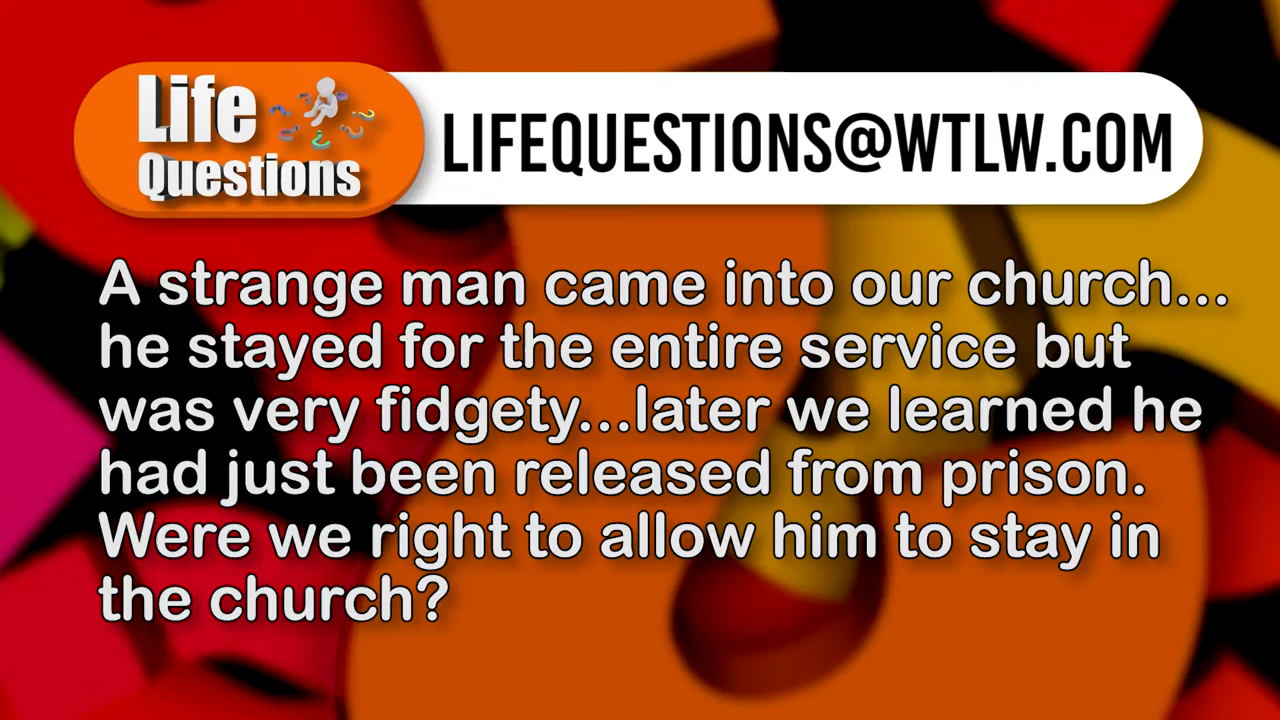 Life
Questions
LIFEQUESTIONS@WTLW.COM
A strange man came into our church...
he stayed for the entire service but
was very fidgety...later we learned he
had just been released from prison.
Were we right to allow him to stay in
the church?